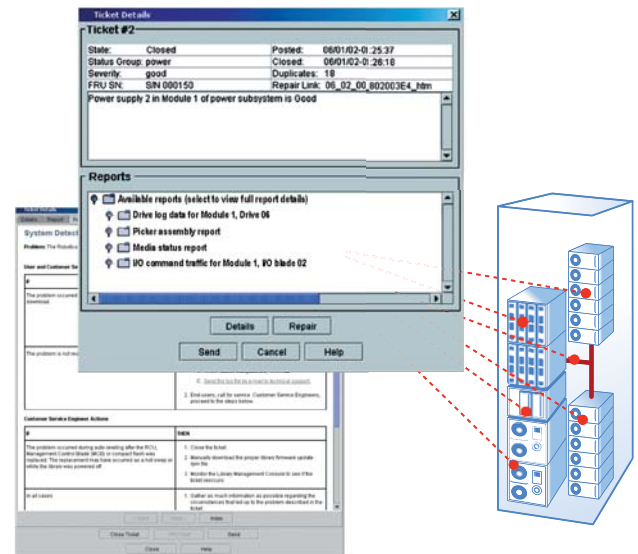 Ticket Details
Ticket #2
State: Closed Posted: 06/01/02-01:25:37
Status Group: power Closed: 06/01/02-01:26:18
Severity: good Duplicates: 18
FRU SN: S/N 000150 Repair Link: 06_02_00_802003E4_htm
Power supply 2 in Module 1 of power subsystem is Good
Reports
Available reports (select to view full report details)
Drive log data for Module 1, Drive 06
Picker assembly report
Media status report
I/O command traffic for Module 1, I/O blade 02
Details Repair
Send Cancel Help
Ticket Details
Details Report
System Detect
Problem: The Robotics
User and Customer Se
If
The problem occurred
download.
The problem is not re
C. Send the log file by e-mail to technical support.
2. End users, call for service. Customer Service Engineers,
proceed to the steps below.
Customer Service Engineer Actions
If THEN
The problem occurred during auto-leveling after the RCU,
Management Control Blade (MCB) or compact flash was
replaced. The replacement may have occurred as a hot swap or
while the library was powered off.
1. Close the ticket.
2. Manually download the proper library firmware update
rpm file.
3. Monitor the Library Management Console to see if the
ticket reoccurs.
In all cases
1. Gather as much information as possible regarding the
circumstances that led up to the problem described in the
ticket.
Index
Close Ticket Send
Close Help